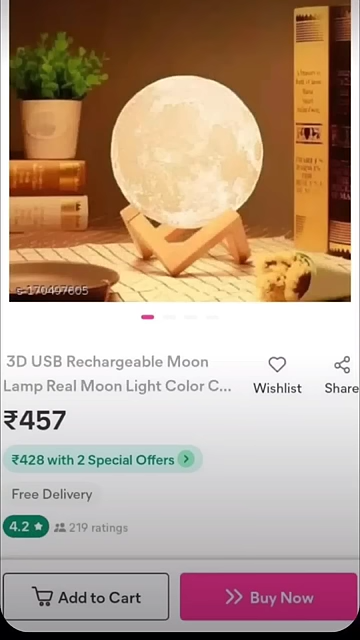 s-170497605
3D USB Rechargeable Moon
Lamp Real Moon Light Color C...
Wishlist
Share
₹457
₹428 with 2 Special Offers
Free Delivery
4.2 ★
219 ratings
Add to Cart
Buy Now